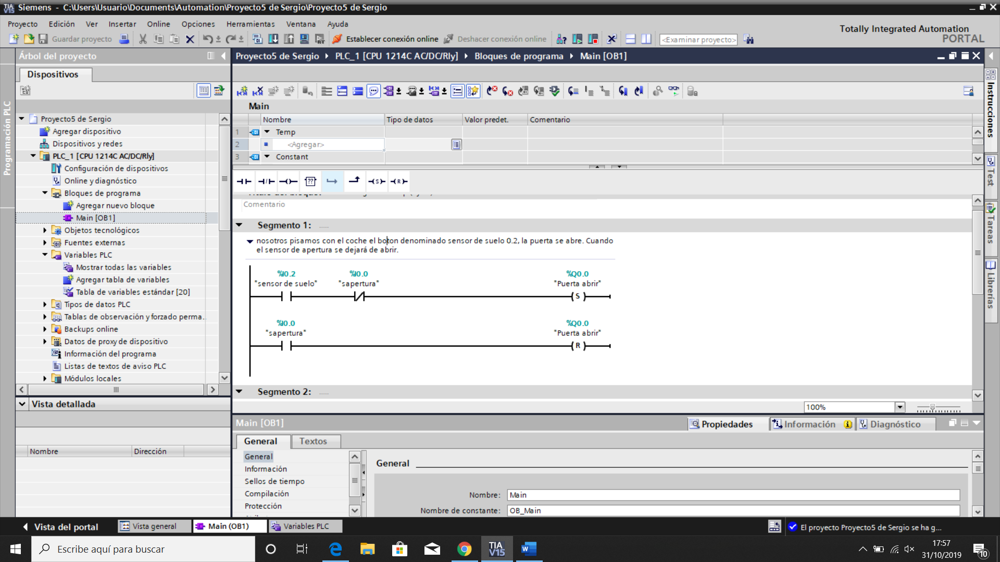 Siemens - C:\Users\Usuario\Documents\Automation\Proyecto5 de Sergio\Proyecto5 de Sergio
Proyecto Edición Ver Insertar Online Opciones Herramientas Ventana Ayuda
Totally Integrated Automation
PORTAL
Guardar proyecto
Establecer conexión online
Deshacer conexión online
<Examinar proyecto>
Árbol del proyecto
Proyecto5 de Sergio PLC_1 [CPU 1214C AC/DC/Rly] Bloques de programa Main [OB1]
Dispositivos
Programación PLC
Proyecto5 de Sergio
Agregar dispositivo
Dispositivos y redes
PLC_1 [CPU 1214C AC/DC/Rly]
Configuración de dispositivos
Online y diagnóstico
Bloques de programa
Agregar nuevo bloque
Main [OB1]
Objetos tecnológicos
Fuentes externas
Variables PLC
Mostrar todas las variables
Agregar tabla de variables
Tabla de variables estándar [20]
Tipos de datos PLC
Tablas de observación y forzado perma..
Backups online
Datos de proxy de dispositivo
Información del programa
Listas de textos de aviso PLC
Módulos locales
Vista detallada
Nombre Dirección
Main
Nombre Tipo de datos Valor predet. Comentario
1 Temp
2 <Agregar>
3 Constant
Comentario
Segmento 1: .....
nosotros pisamos con el coche el boton denominado sensor de suelo 0.2, la puerta se abre. Cuando
el sensor de apertura se dejará de abrir.
%I0.2 %I0.0 %Q0.0
"sensor de suelo" "sapertura" "Puerta abrir"
S
%I0.0 %Q0.0
"sapertura" "Puerta abrir"
R
Segmento 2: .....
100%
Main [OB1]
Propiedades Información Diagnóstico
General Textos
General
Información
Sellos de tiempo
Compilación
Protección
General
Nombre: Main
Nombre de constante: OB_Main
Instrucciones
Test
Tareas
Librerías
Vista del portal
Vista general
Main (OB1)
Variables PLC
El proyecto Proyecto5 de Sergio se ha g...
Escribe aquí para buscar
TIA
V15
17:57
31/10/2019
10